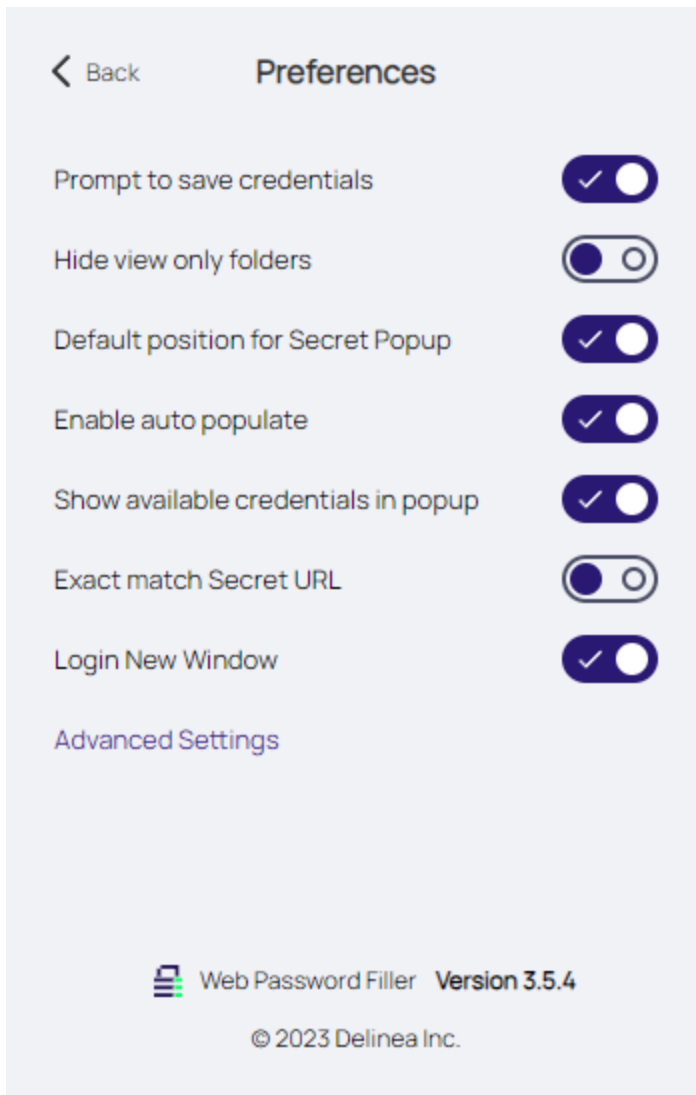 Back Preferences
Prompt to save credentials
Hide view only folders
Default position for Secret Popup
Enable auto populate
Show available credentials in popup
Exact match Secret URL
Login New Window
Advanced Settings
Web Password Filler Version 3.5.4
© 2023 Delinea Inc.